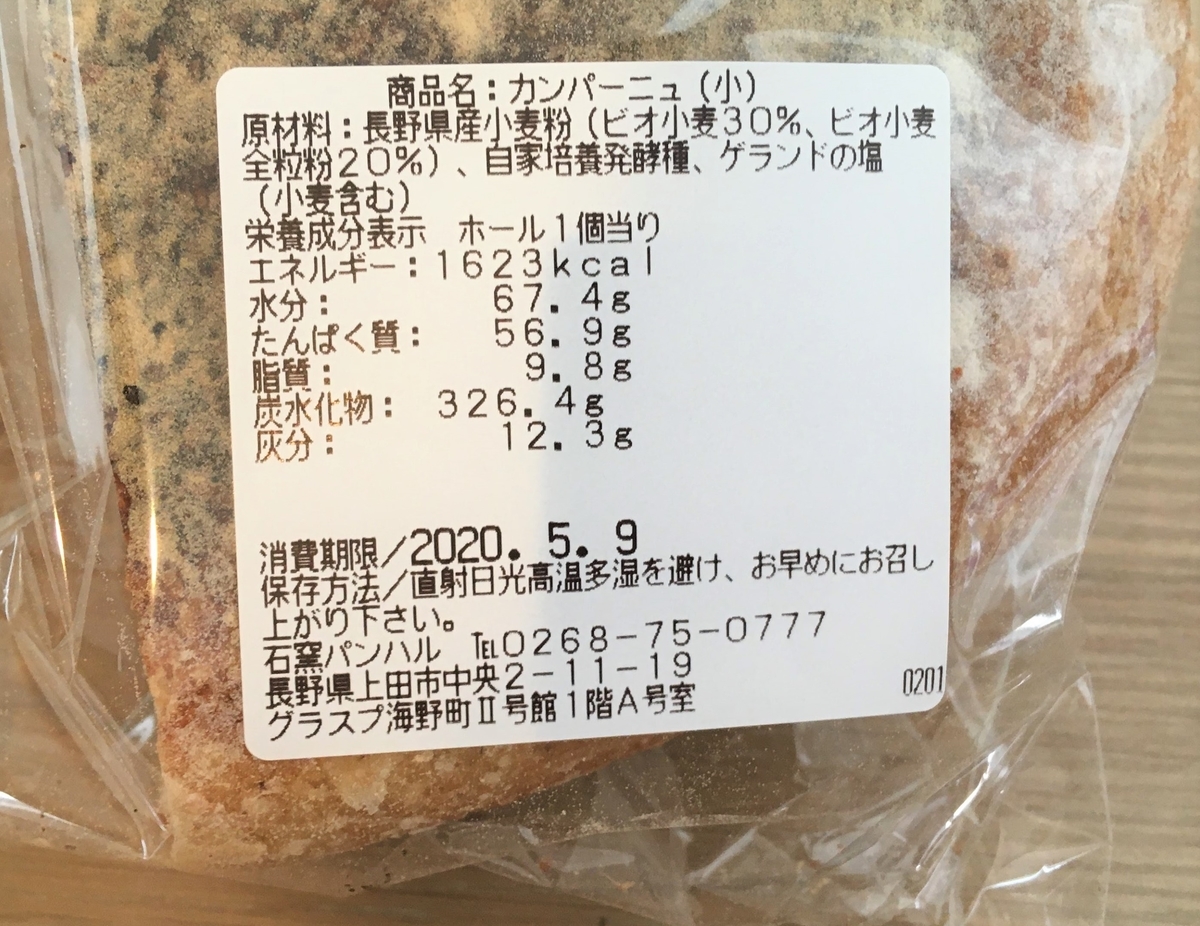 商品名：カンパーニュ（小）
原材料：長野県産小麦粉（ビオ小麦30％、ビオ小麦
全粒粉20％）、自家培養発酵種、ゲランドの塩
（小麦含む）
栄養成分表示　ホール1個当り
エネルギー：1623kcal
水分：67.4g
たんぱく質：56.9g
脂質：9.8g
炭水化物：326.4g
灰分：12.3g
消費期限／2020.5.9
保存方法／直射日光高温多湿を避け、お早めにお召し
上がり下さい。
石窯パンハル　℡0268－75－0777
長野県上田市中央2－11－19
グラスプ海野町Ⅱ号館1階A号室
0201